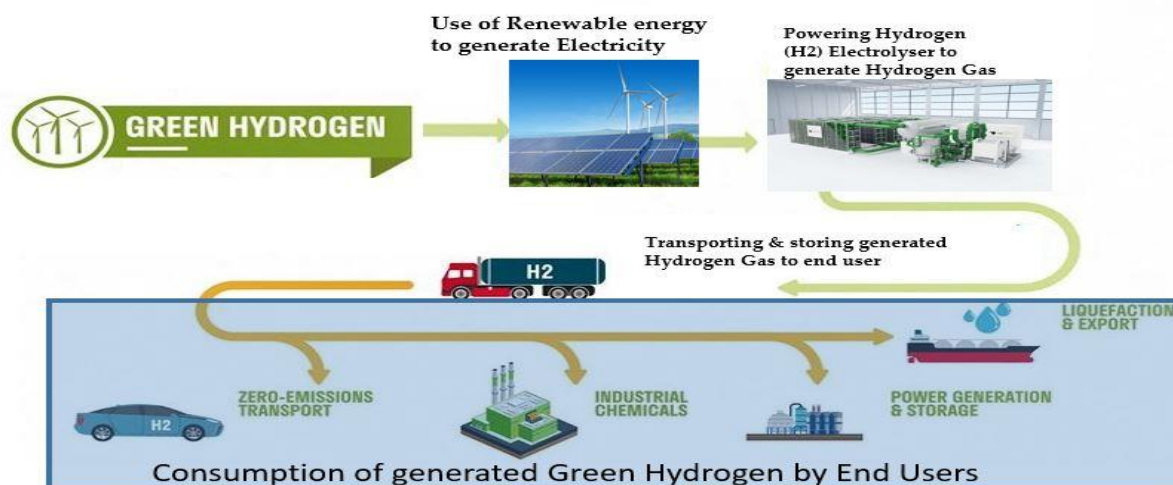 Use of Renewable energy
to generate Electricity
Powering Hydrogen
(H2) Electrolyser to
generate Hydrogen Gas
GREEN HYDROGEN
Transporting & storing generated
Hydrogen Gas to end user
H2
LIQUEFACTION
& EXPORT
ZERO-EMISSIONS
TRANSPORT
INDUSTRIAL
CHEMICALS
POWER GENERATION
& STORAGE
H2
Consumption of generated Green Hydrogen by End Users